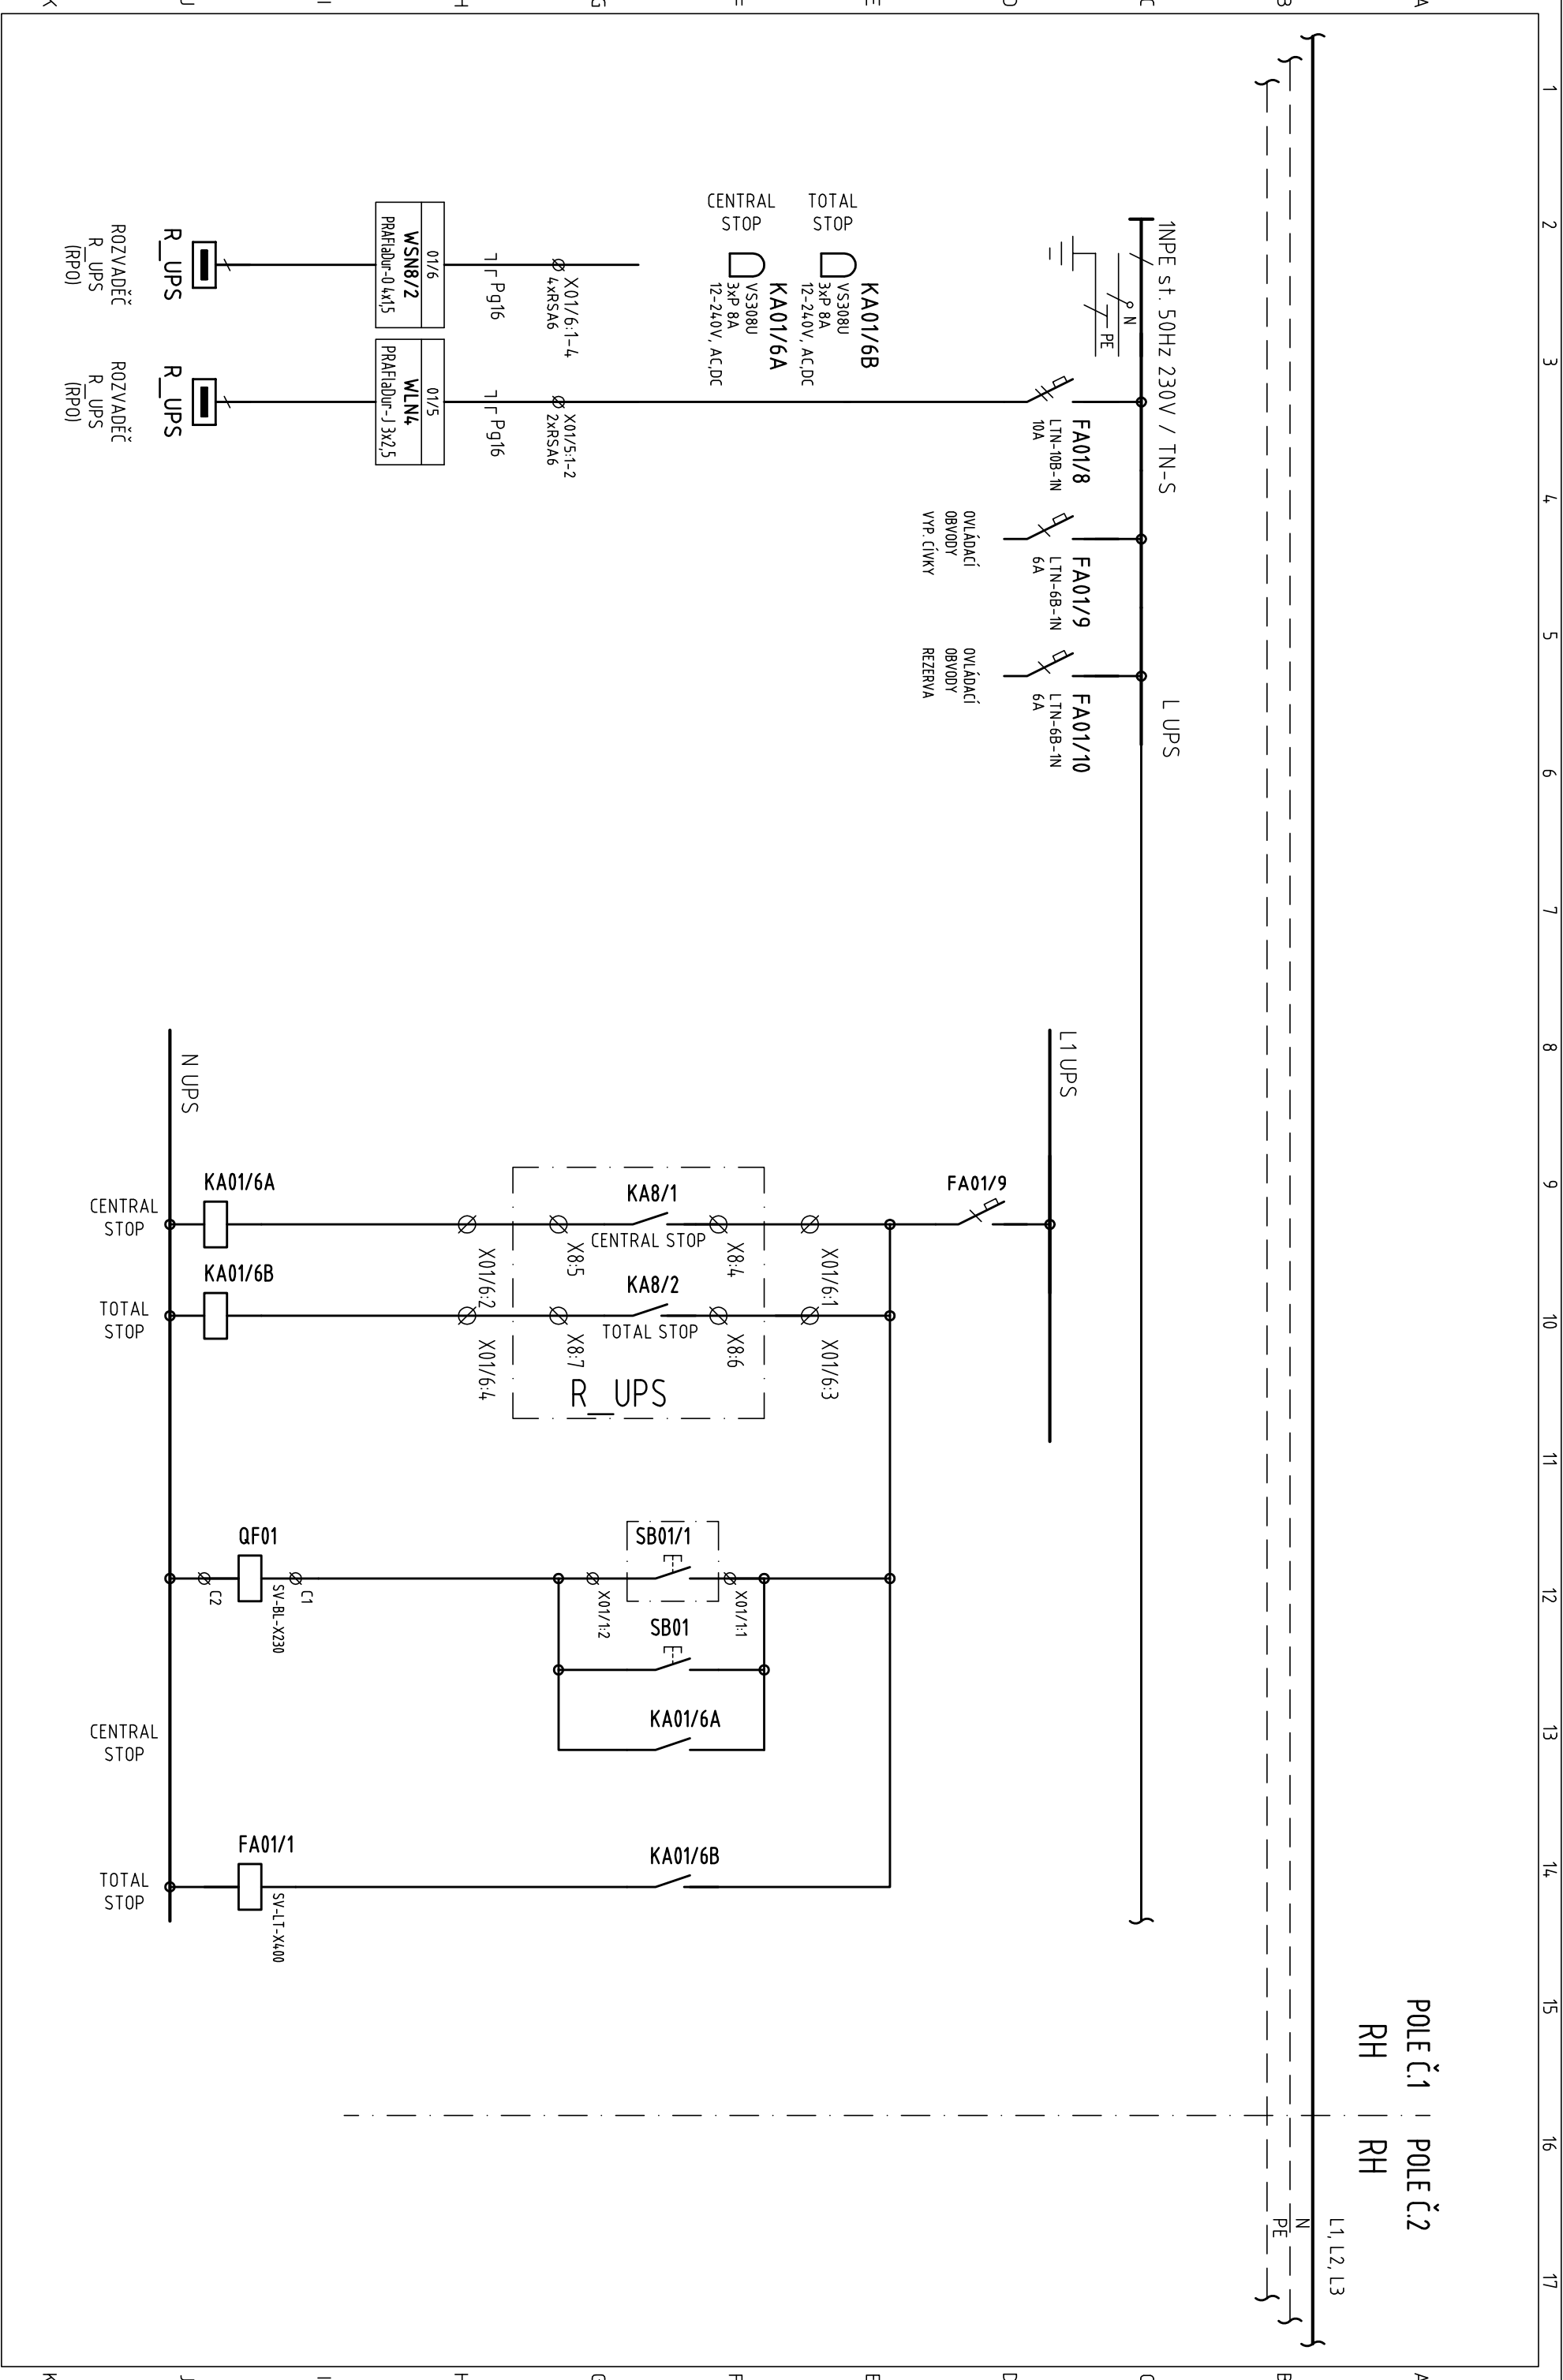 A
B
C
D
E
F
G
H
I
J
K
1
2
3
4
5
6
7
8
9
10
11
12
13
14
15
16
17
POLE Č.1
RH
POLE Č.2
RH
L1, L2, L3
N
PE
1NPE st. 50Hz 230V / TN-S
N
PE
L UPS
FA01/8
LTN-10B-1N
10A
FA01/9
LTN-6B-1N
6A
OVLÁDACÍ
OBVODY
VYP. CÍVKY
FA01/10
LTN-6B-1N
6A
OVLÁDACÍ
OBVODY
REZERVA
TOTAL
STOP
KA01/6B
VS308U
3xP 8A
12-240V, AC,DC
CENTRAL
STOP
KA01/6A
VS308U
3xP 8A
12-240V, AC,DC
X01/6:1-4
4xRSA6
Pg16
01/6
WSN8/2
PRAFlaDur-O 4x1,5
R_UPS
ROZVADĚČ
R_UPS
(RPO)
X01/5:1-2
2xRSA6
Pg16
01/5
WLN4
PRAFlaDur-J 3x2,5
R_UPS
ROZVADĚČ
R_UPS
(RPO)
L1 UPS
N UPS
FA01/9
X01/6:1
X8:4
KA8/1
CENTRAL STOP
X8:5
X01/6:2
KA01/6A
CENTRAL
STOP
X01/6:3
X8:6
KA8/2
TOTAL STOP
X8:7
X01/6:4
R_UPS
KA01/6B
TOTAL
STOP
SB01/1
X01/1:1
X01/1:2
SB01
KA01/6A
QF01
C1
SV-BL-X230
C2
CENTRAL
STOP
KA01/6B
FA01/1
SV-LT-X400
TOTAL
STOP
A
B
C
D
E
F
G
H
I
J
K